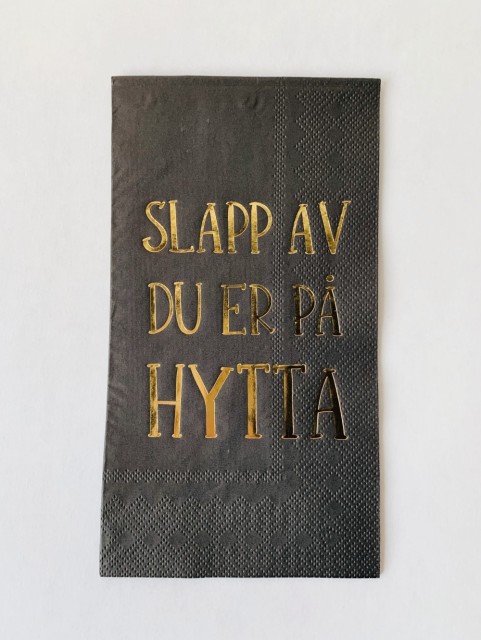 SLAPP AV
DU ER PÅ
HYTTA